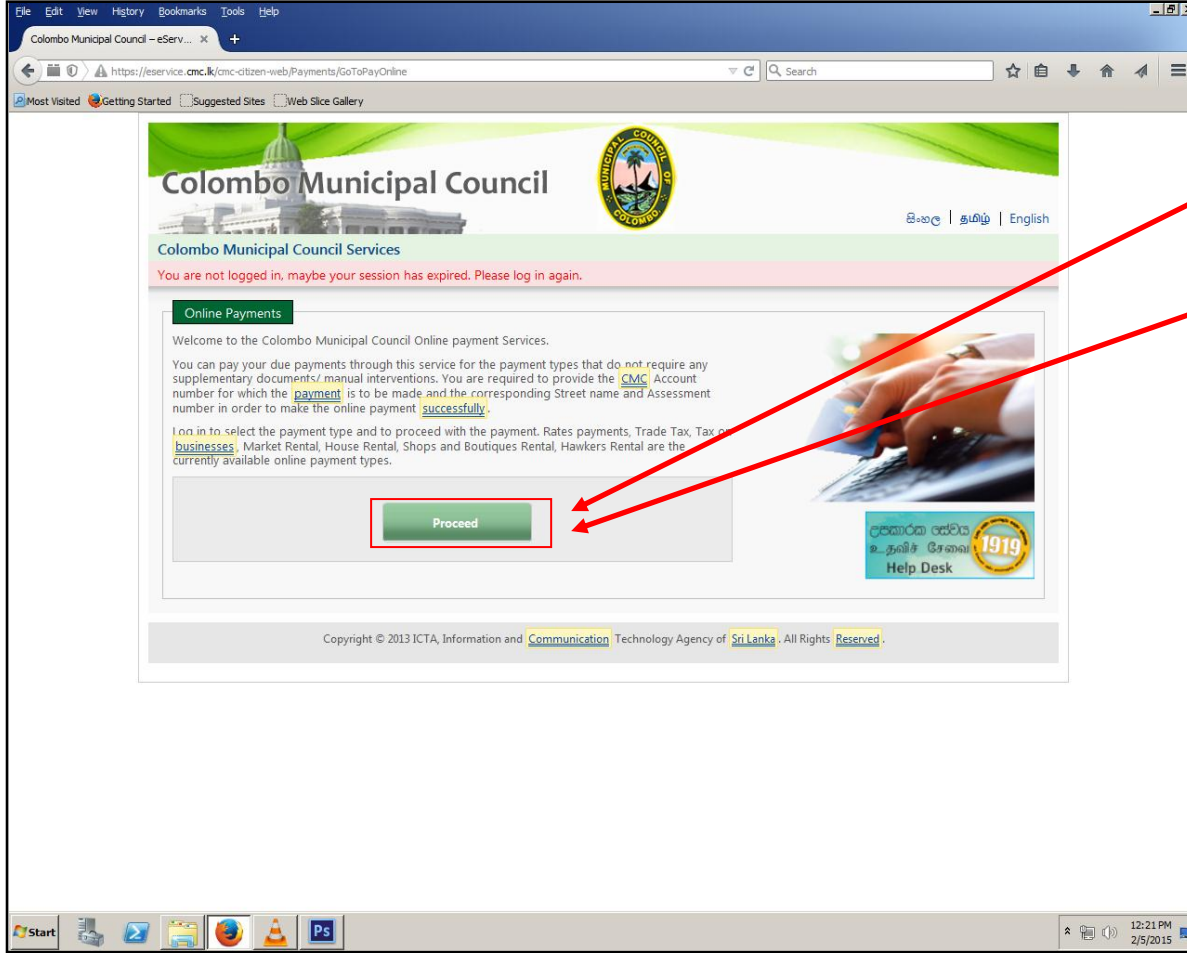 File Edit View History Bookmarks Tools Help
Colombo Municipal Council – eServ... × +
https://eservice.cmc.lk/cmc-citizen-web/Payments/GoToPayOnline
Search
Most Visited Getting Started Suggested Sites Web Slice Gallery
Colombo Municipal Council
MUNICIPAL COUNCIL OF COLOMBO
සිංහල | தமிழ் | English
Colombo Municipal Council Services
You are not logged in, maybe your session has expired. Please log in again.
Online Payments
Welcome to the Colombo Municipal Council Online payment Services.
You can pay your due payments through this service for the payment types that do not require any
supplementary documents/ manual interventions. You are required to provide the CMC Account
number for which the payment is to be made and the corresponding Street name and Assessment
number in order to make the online payment successfully.
Log in to select the payment type and to proceed with the payment. Rates payments, Trade Tax, Tax on
businesses, Market Rental, House Rental, Shops and Boutiques Rental, Hawkers Rental are the
currently available online payment types.
Proceed
උපකාරක සේවය
உதவிச் சேவை
1919
Help Desk
Copyright © 2013 ICTA, Information and Communication Technology Agency of Sri Lanka. All Rights Reserved.
Start
Ps
12:21 PM
2/5/2015